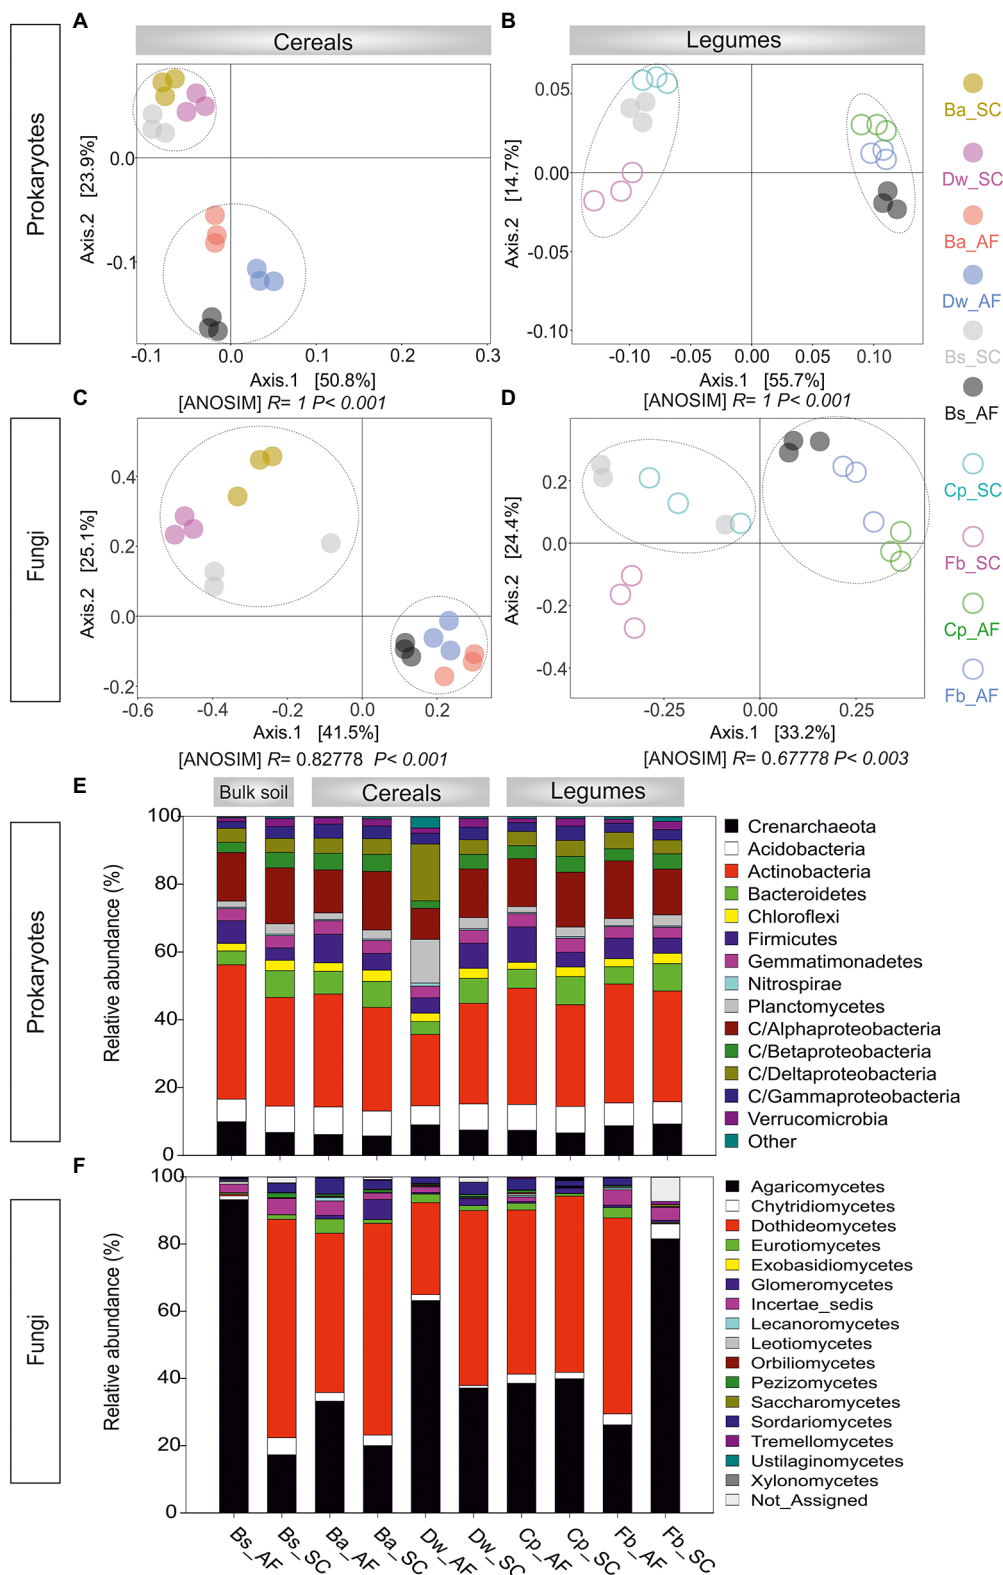 A
B
Cereals
Legumes
Prokaryotes
Axis.2 [23.9%]
0.0
-0.1
-0.1
0.0
0.1
0.2
0.3
Axis.1 [50.8%]
[ANOSIM] R= 1 P< 0.001
Axis.2 [14.7%]
0.05
0.00
-0.05
-0.10
-0.10
-0.05
0.00
0.05
0.10
Axis.1 [55.7%]
[ANOSIM] R= 1 P< 0.001
Ba_SC
Dw_SC
Ba_AF
Dw_AF
Bs_SC
Bs_AF
Cp_SC
Fb_SC
Cp_AF
Fb_AF
C
D
Fungi
Axis.2 [25.1%]
0.4
0.2
0.0
-0.2
-0.6
-0.4
-0.2
0.0
0.2
Axis.1 [41.5%]
[ANOSIM] R= 0.82778 P< 0.001
Axis.2 [24.4%]
0.2
0.0
-0.2
-0.4
-0.25
0.00
0.25
Axis.1 [33.2%]
[ANOSIM] R= 0.67778 P< 0.003
E
Bulk soil
Cereals
Legumes
Prokaryotes
Relative abundance (%)
100
80
60
40
20
0
Crenarchaeota
Acidobacteria
Actinobacteria
Bacteroidetes
Chloroflexi
Firmicutes
Gemmatimonadetes
Nitrospirae
Planctomycetes
C/Alphaproteobacteria
C/Betaproteobacteria
C/Deltaproteobacteria
C/Gammaproteobacteria
Verrucomicrobia
Other
F
Fungi
Relative abundance (%)
100
80
60
40
20
0
Agaricomycetes
Chytridiomycetes
Dothideomycetes
Eurotiomycetes
Exobasidiomycetes
Glomeromycetes
Incertae_sedis
Lecanoromycetes
Leotiomycetes
Orbiliomycetes
Pezizomycetes
Saccharomycetes
Sordariomycetes
Tremellomycetes
Ustilaginomycetes
Xylonomycetes
Not_Assigned
Bs_AF
Bs_SC
Ba_AF
Ba_SC
Dw_AF
Dw_SC
Cp_AF
Cp_SC
Fb_AF
Fb_SC